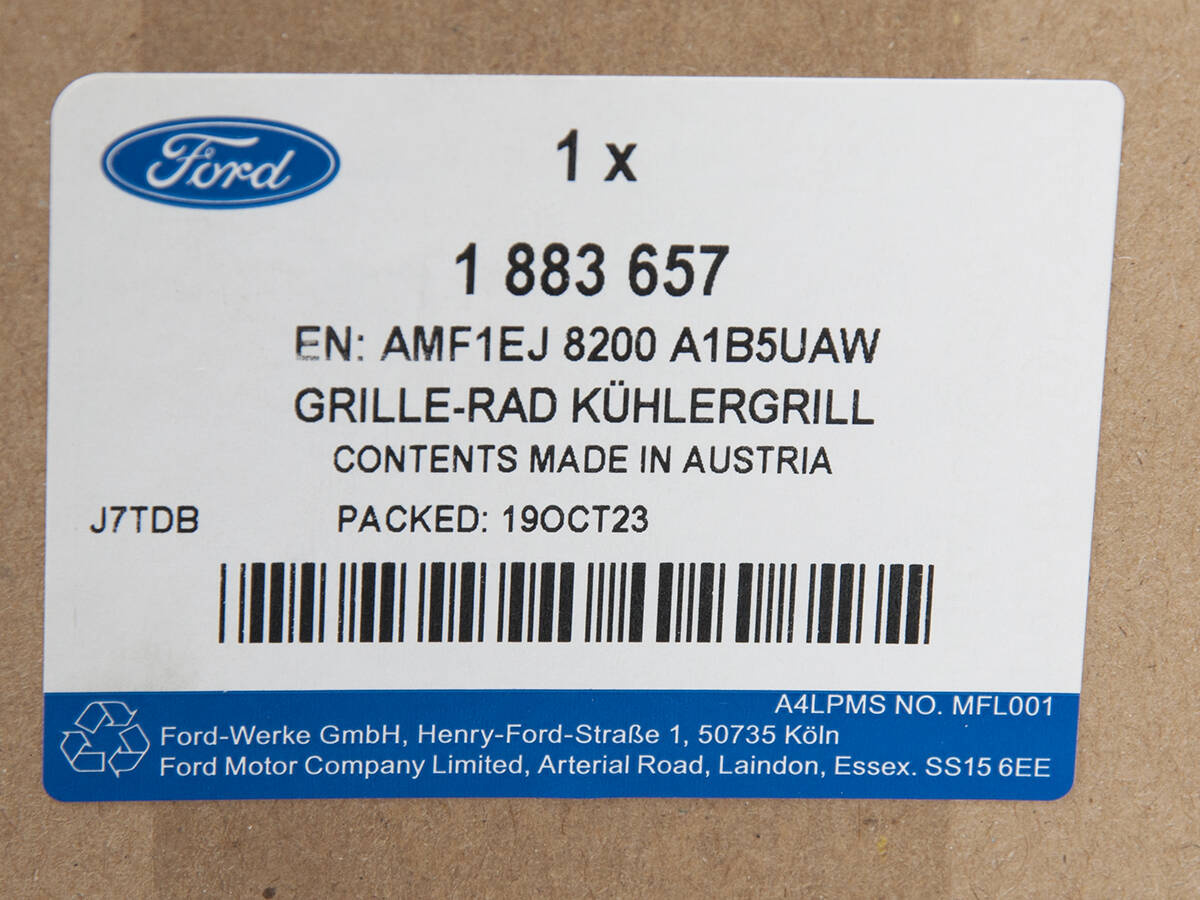 Ford
1 x
1 883 657
EN: AMF1EJ 8200 A1B5UAW
GRILLE-RAD KÜHLERGRILL
CONTENTS MADE IN AUSTRIA
J7TDB PACKED: 19OCT23
A4LPMS NO. MFL001
Ford-Werke GmbH, Henry-Ford-Straße 1, 50735 Köln
Ford Motor Company Limited, Arterial Road, Laindon, Essex. SS15 6EE